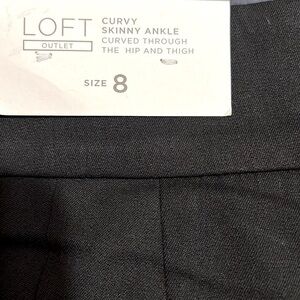 LOFT
OUTLET
CURVY
SKINNY ANKLE
CURVED THROUGH
THE HIP AND THIGH
SIZE 8